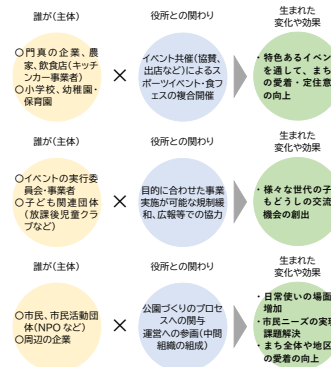 誰が(主体)
役所との関わり
生まれた
変化や効果
〇門真の企業、農
家、飲食店(キッチ
ンカー事業者)
〇小学校、幼稚園・
保育園
×
イベント共催(協賛、
出店など)によるス
ポーツイベント・食フ
ェスの複合開催
・特色あるイベン
を通して、まち
の愛着・定住意
の向上
誰が(主体)
役所との関わり
生まれた
変化や効果
〇イベントの実行委
員会・事業者
〇子ども関連団体
(放課後児童クラ
ブなど)
×
目的に合わせた事業
実施が可能な規制緩
和、広報等での協力
・様々な世代の子
もどうしの交流
機会の創出
誰が(主体)
役所との関わり
生まれた
変化や効果
〇市民、市民活動団
体(NPO など)
〇周辺の企業
×
公園づくりのプロセ
スへの関与
運営への参画(中間
組織の組成)
・日常使いの場面
増加
・市民ニーズの実現
課題解決
・まち全体や地区
の愛着の向上